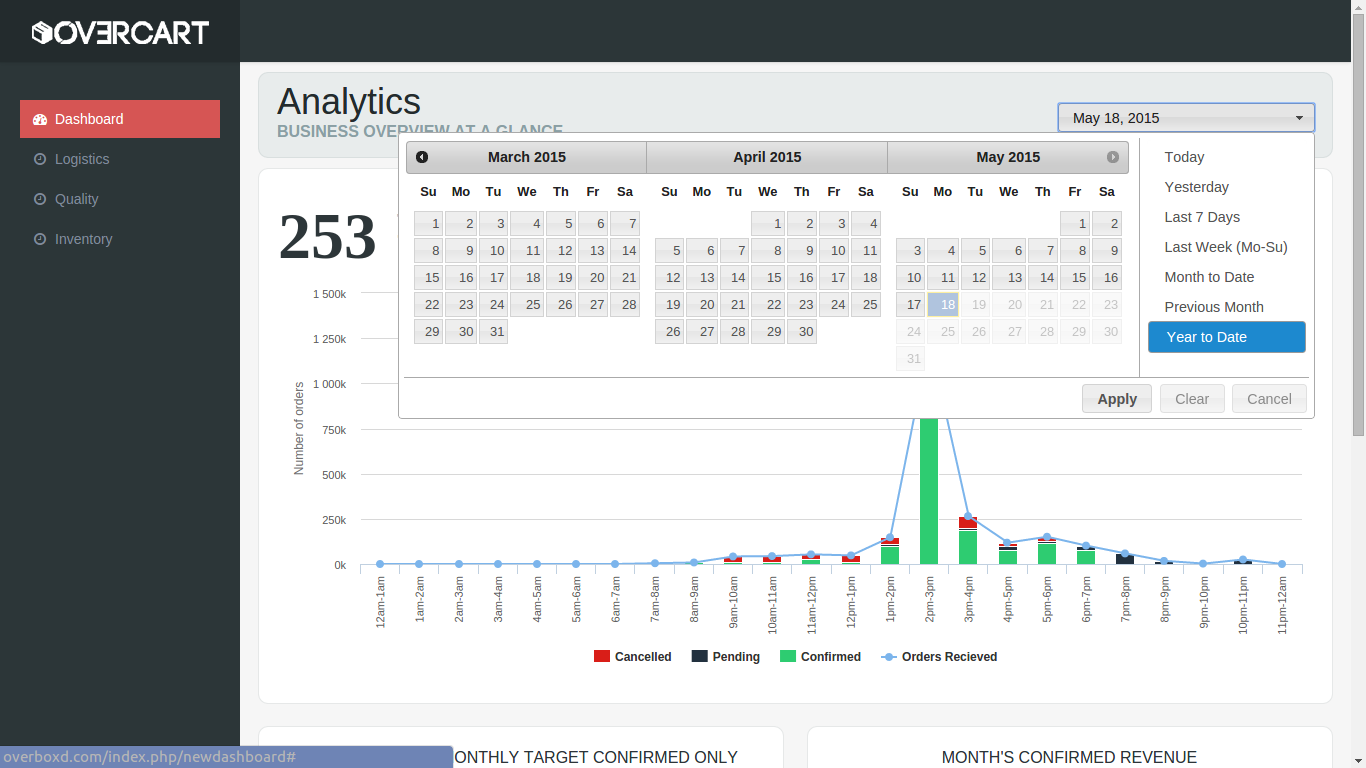 OVERCART
Dashboard
Logistics
Quality
Inventory
Analytics
BUSINESS OVERVIEW AT A GLANCE
May 18, 2015
March 2015 April 2015 May 2015
Su Mo Tu We Th Fr Sa Su Mo Tu We Th Fr Sa Su Mo Tu We Th Fr Sa
1 2 3 4 5 6 7 1 2 3 4 1 2
8 9 10 11 12 13 14 5 6 7 8 9 10 11 3 4 5 6 7 8 9
15 16 17 18 19 20 21 12 13 14 15 16 17 18 10 11 12 13 14 15 16
22 23 24 25 26 27 28 19 20 21 22 23 24 25 17 18 19 20 21 22 23
29 30 31 26 27 28 29 30 24 25 26 27 28 29 30
31
Today
Yesterday
Last 7 Days
Last Week (Mo-Su)
Month to Date
Previous Month
Year to Date
Apply Clear Cancel
253
Number of orders
1 500k
1 250k
1 000k
750k
500k
250k
0k
12am-1am 1am-2am 2am-3am 3am-4am 4am-5am 5am-6am 6am-7am 7am-8am 8am-9am 9am-10am 10am-11am 11am-12pm 12pm-1pm 1pm-2pm 2pm-3pm 3pm-4pm 4pm-5pm 5pm-6pm 6pm-7pm 7pm-8pm 8pm-9pm 9pm-10pm 10pm-11pm 11pm-12am
Cancelled Pending Confirmed Orders Recieved
ONTHLY TARGET CONFIRMED ONLY
MONTH'S CONFIRMED REVENUE
overboxd.com/index.php/newdashboard#